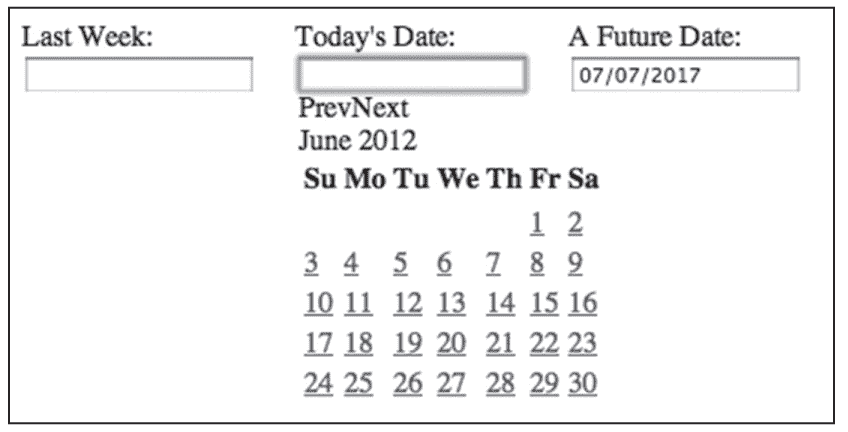 Last Week: Today's Date: A Future Date:
07/07/2017
PrevNext
June 2012
Su Mo Tu We Th Fr Sa
1 2
3 4 5 6 7 8 9
10 11 12 13 14 15 16
17 18 19 20 21 22 23
24 25 26 27 28 29 30